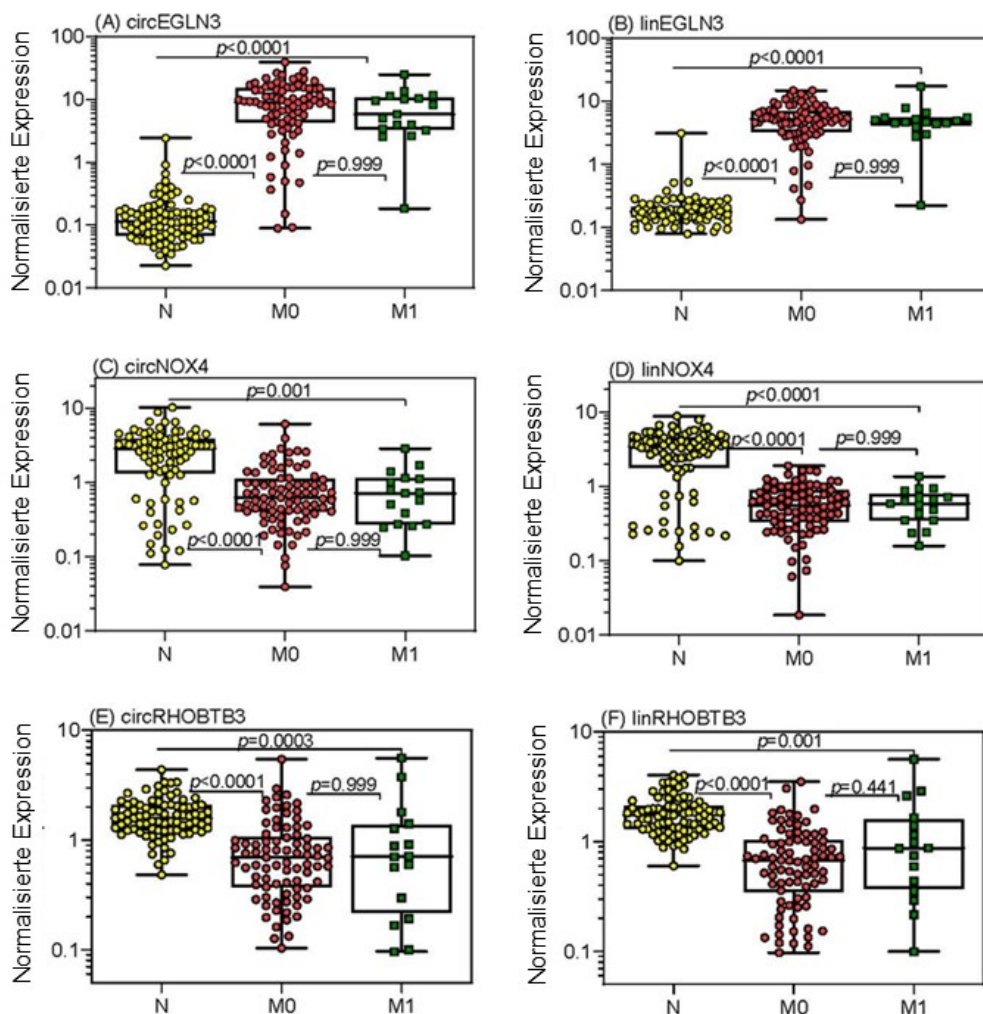 (A) circEGLN3
Normalisierte Expression
100
10
1
0.1
0.01
p<0.0001
p<0.0001
p=0.999
N M0 M1
(B) linEGLN3
Normalisierte Expression
100
10
1
0.1
0.01
p<0.0001
p<0.0001
p=0.999
N M0 M1
(C) circNOX4
Normalisierte Expression
10
1
0.1
0.01
p=0.001
p<0.0001
p=0.999
N M0 M1
(D) linNOX4
Normalisierte Expression
10
1
0.1
0.01
p<0.0001
p<0.0001
p=0.999
N M0 M1
(E) circRHOBTB3
Normalisierte Expression
10
1
0.1
p=0.0003
p<0.0001
p=0.999
N M0 M1
(F) linRHOBTB3
Normalisierte Expression
10
1
0.1
p=0.001
p<0.0001
p=0.441
N M0 M1